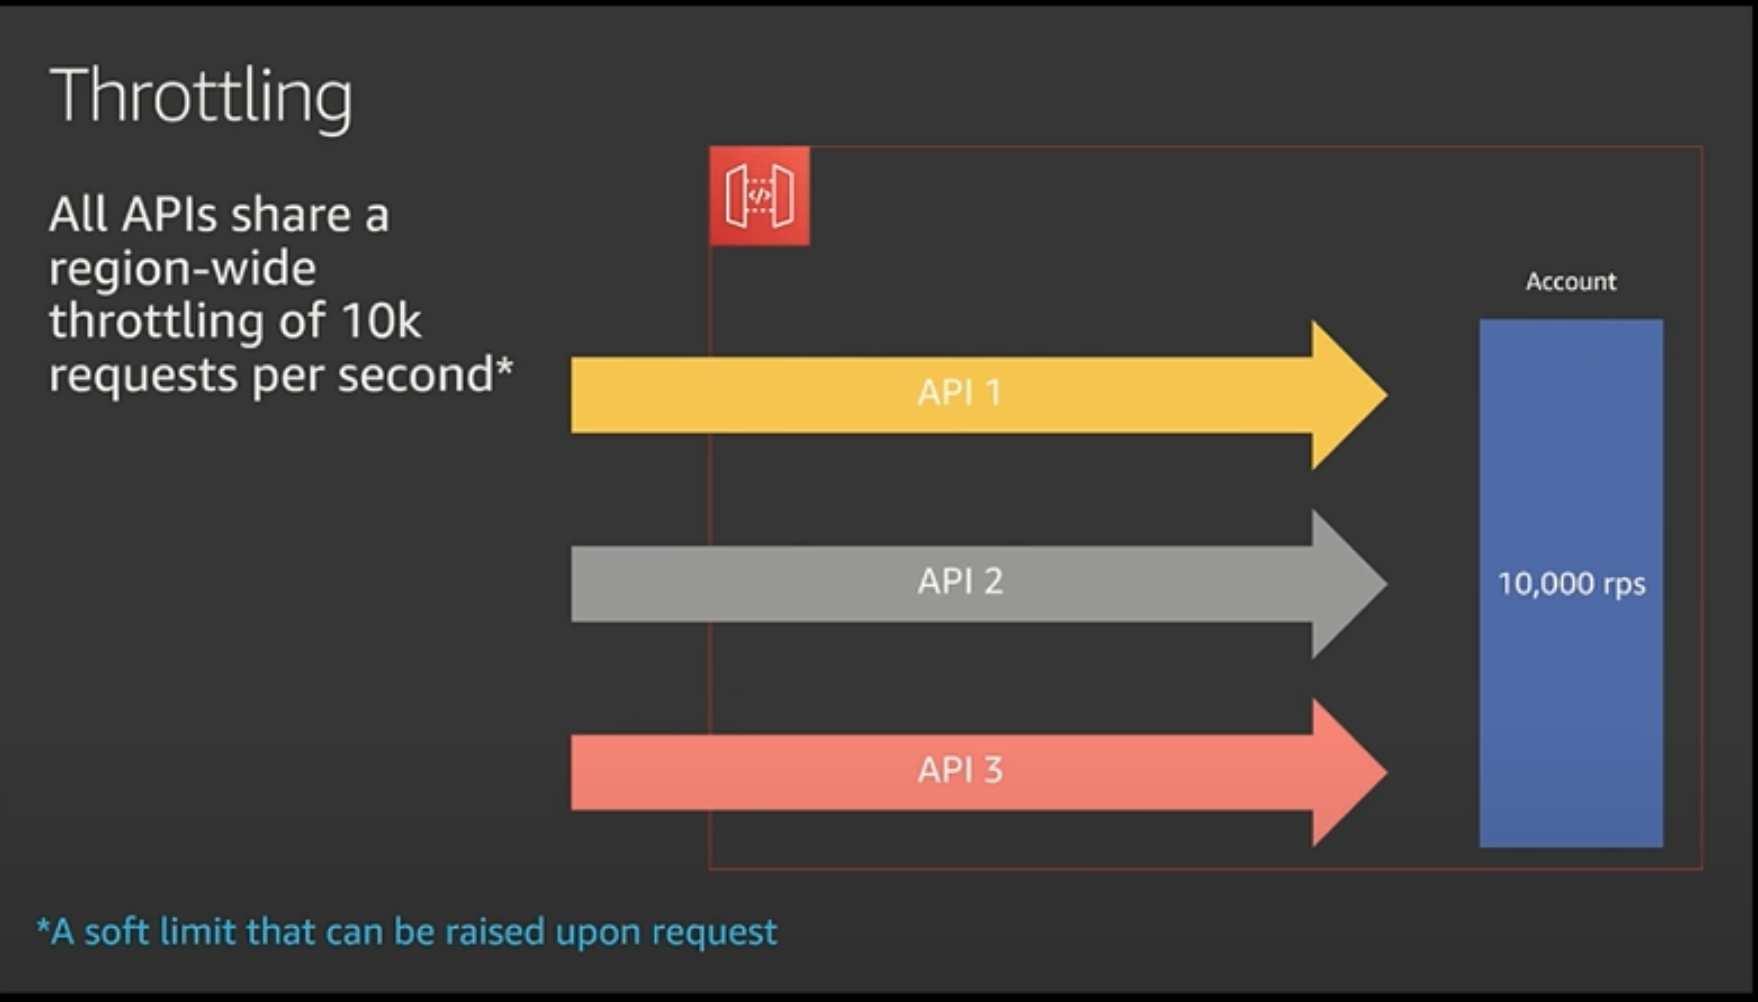 Throttling
All APIs share a
region-wide
throttling of 10k
requests per second*
</>
Account
API 1
API 2
10,000 rps
API 3
*A soft limit that can be raised upon request